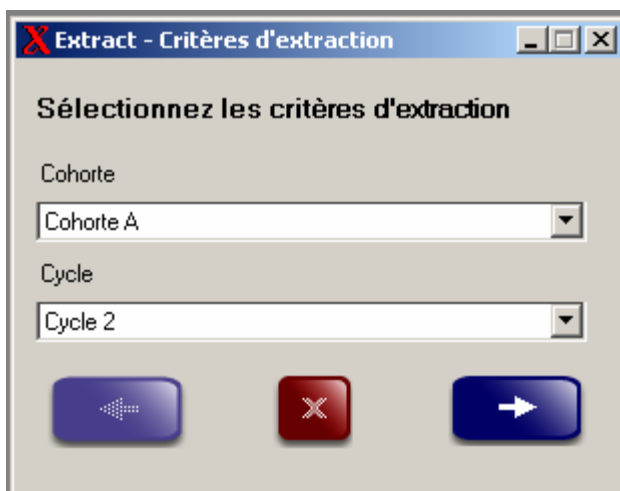 Extract - Critères d'extraction
Sélectionnez les critères d'extraction
Cohorte
Cohorte A
Cycle
Cycle 2